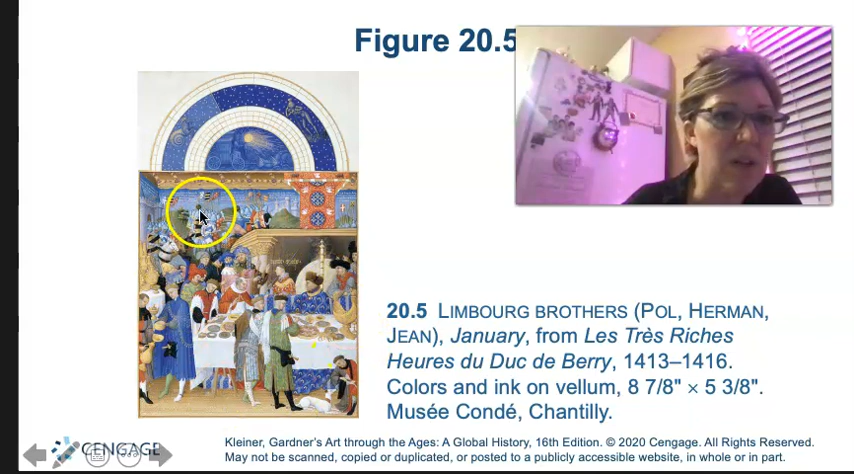 Figure 20.5
20.5 LIMBOURG BROTHERS (POL, HERMAN,
JEAN), January, from Les Très Riches
Heures du Duc de Berry, 1413–1416.
Colors and ink on vellum, 8 7/8" × 5 3/8".
Musée Condé, Chantilly.
CENGAGE
Kleiner, Gardner's Art through the Ages: A Global History, 16th Edition. © 2020 Cengage. All Rights Reserved.
May not be scanned, copied or duplicated, or posted to a publicly accessible website, in whole or in part.